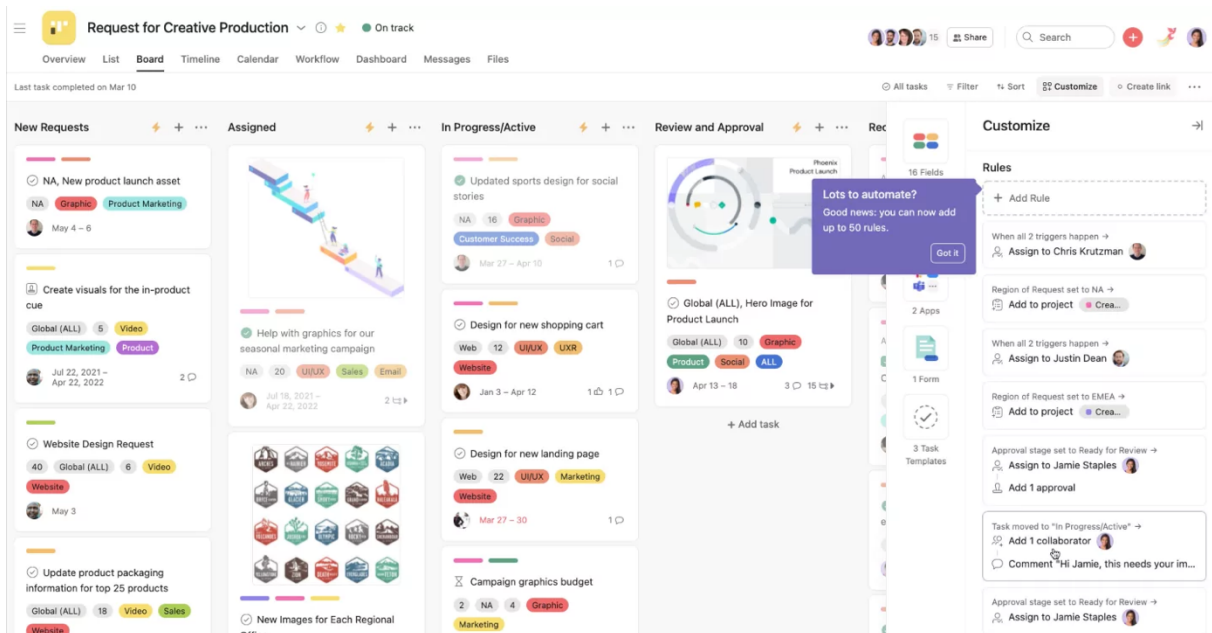 Request for Creative Production
On track
15
Share
Search
Overview List Board Timeline Calendar Workflow Dashboard Messages Files
Last task completed on Mar 10
All tasks Filter Sort Customize Create link
New Requests
NA, New product launch asset
NA Graphic Product Marketing
May 4 – 6
Create visuals for the in-product
cue
Global (ALL) 5 Video
Product Marketing Product
Jul 22, 2021 –
Apr 22, 2022
2
Website Design Request
40 Global (ALL) 6 Video
Website
May 3
Update product packaging
information for top 25 products
Global (ALL) 18 Video Sales
Website
Assigned
Help with graphics for our
seasonal marketing campaign
NA 20 UI/UX Sales Email
Jul 18, 2021 –
Apr 22, 2022
2
New Images for Each Regional
In Progress/Active
Updated sports design for social
stories
NA 16 Graphic
Customer Success Social
Mar 27 – Apr 10
1
Design for new shopping cart
Web 12 UI/UX UXR
Website
Jan 3 – Apr 12
1 1
Design for new landing page
Web 22 UI/UX Marketing
Website
Mar 27 – 30
1
Campaign graphics budget
2 NA 4 Graphic
Marketing
Review and Approval
Phoenix
Product Launch
Global (ALL), Hero Image for
Product Launch
Global (ALL) 10 Graphic
Product Social ALL
Apr 13 – 18
3 15
+ Add task
16 Fields
Lots to automate?
Good news: you can now add
up to 50 rules.
Got it
2 Apps
1 Form
3 Task
Templates
Customize
Rules
+ Add Rule
When all 2 triggers happen →
Assign to Chris Krutzman
Region of Request set to NA →
Add to project Crea...
When all 2 triggers happen →
Assign to Justin Dean
Region of Request set to EMEA →
Add to project Crea...
Approval stage set to Ready for Review →
Assign to Jamie Staples
Add 1 approval
Task moved to "In Progress/Active" →
Add 1 collaborator
Comment "Hi Jamie, this needs your im...
Approval stage set to Ready for Review →
Assign to Jamie Staples